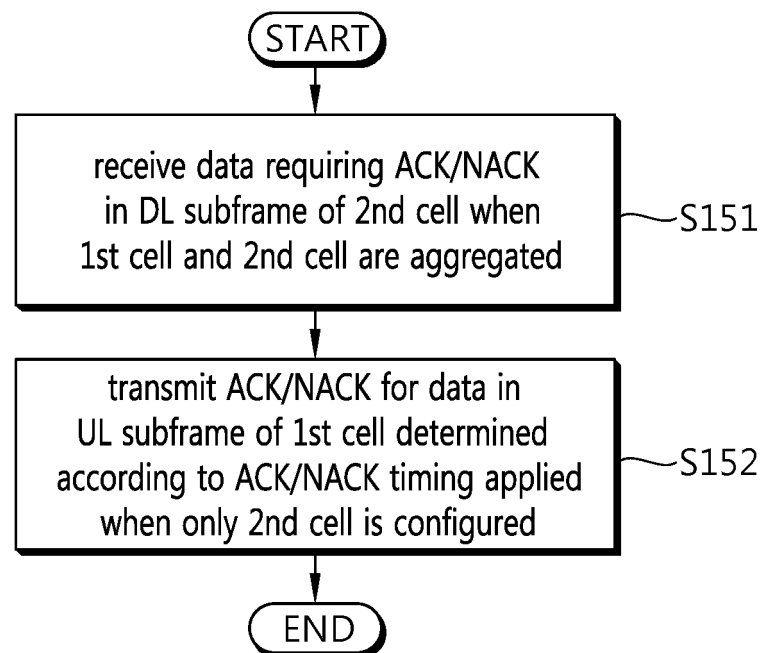 START
receive data requiring ACK/NACK
in DL subframe of 2nd cell when
1st cell and 2nd cell are aggregated
S151
transmit ACK/NACK for data in
UL subframe of 1st cell determined
according to ACK/NACK timing applied
when only 2nd cell is configured
S152
END